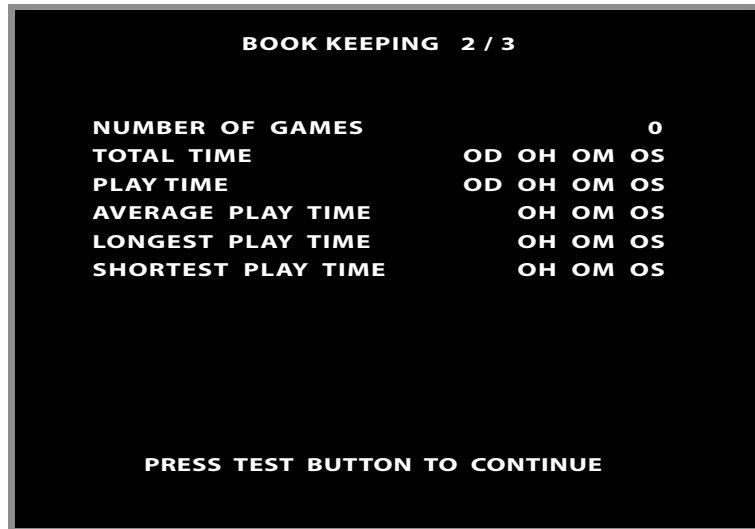 BOOK KEEPING 2 / 3
NUMBER OF GAMES 0
TOTAL TIME OD OH OM OS
PLAY TIME OD OH OM OS
AVERAGE PLAY TIME OH OM OS
LONGEST PLAY TIME OH OM OS
SHORTEST PLAY TIME OH OM OS
PRESS TEST BUTTON TO CONTINUE